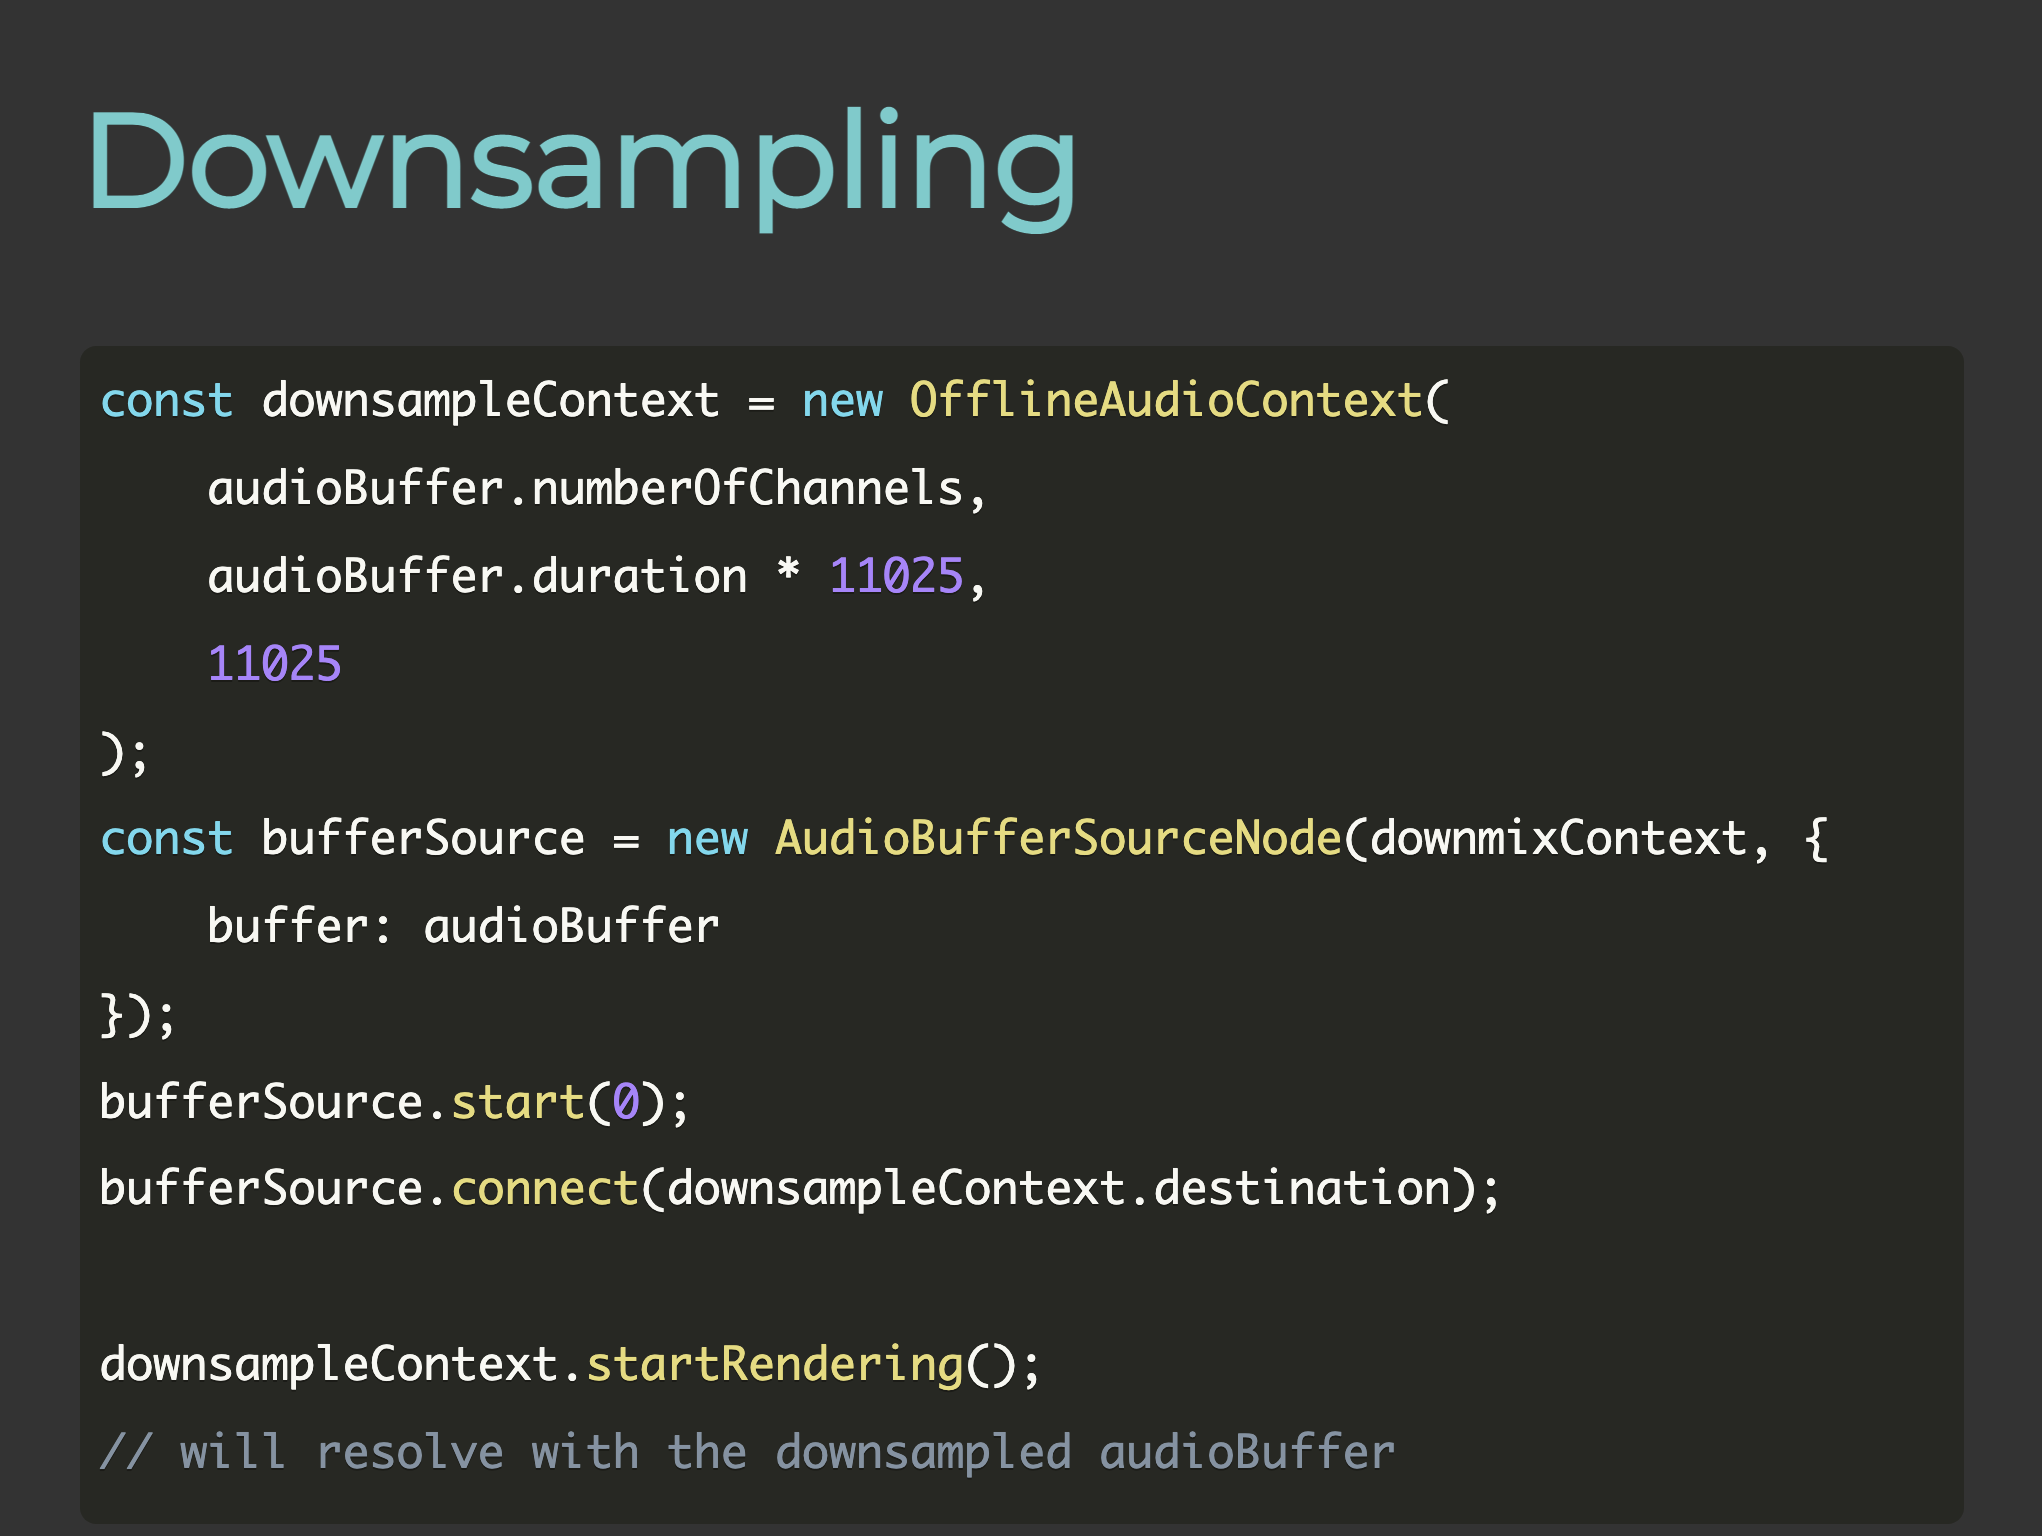 Downsampling
const downsampleContext = new OfflineAudioContext(
    audioBuffer.numberOfChannels,
    audioBuffer.duration * 11025,
    11025
);
const bufferSource = new AudioBufferSourceNode(downmixContext, {
    buffer: audioBuffer
});
bufferSource.start(0);
bufferSource.connect(downsampleContext.destination);
downsampleContext.startRendering();
// will resolve with the downsampled audioBuffer